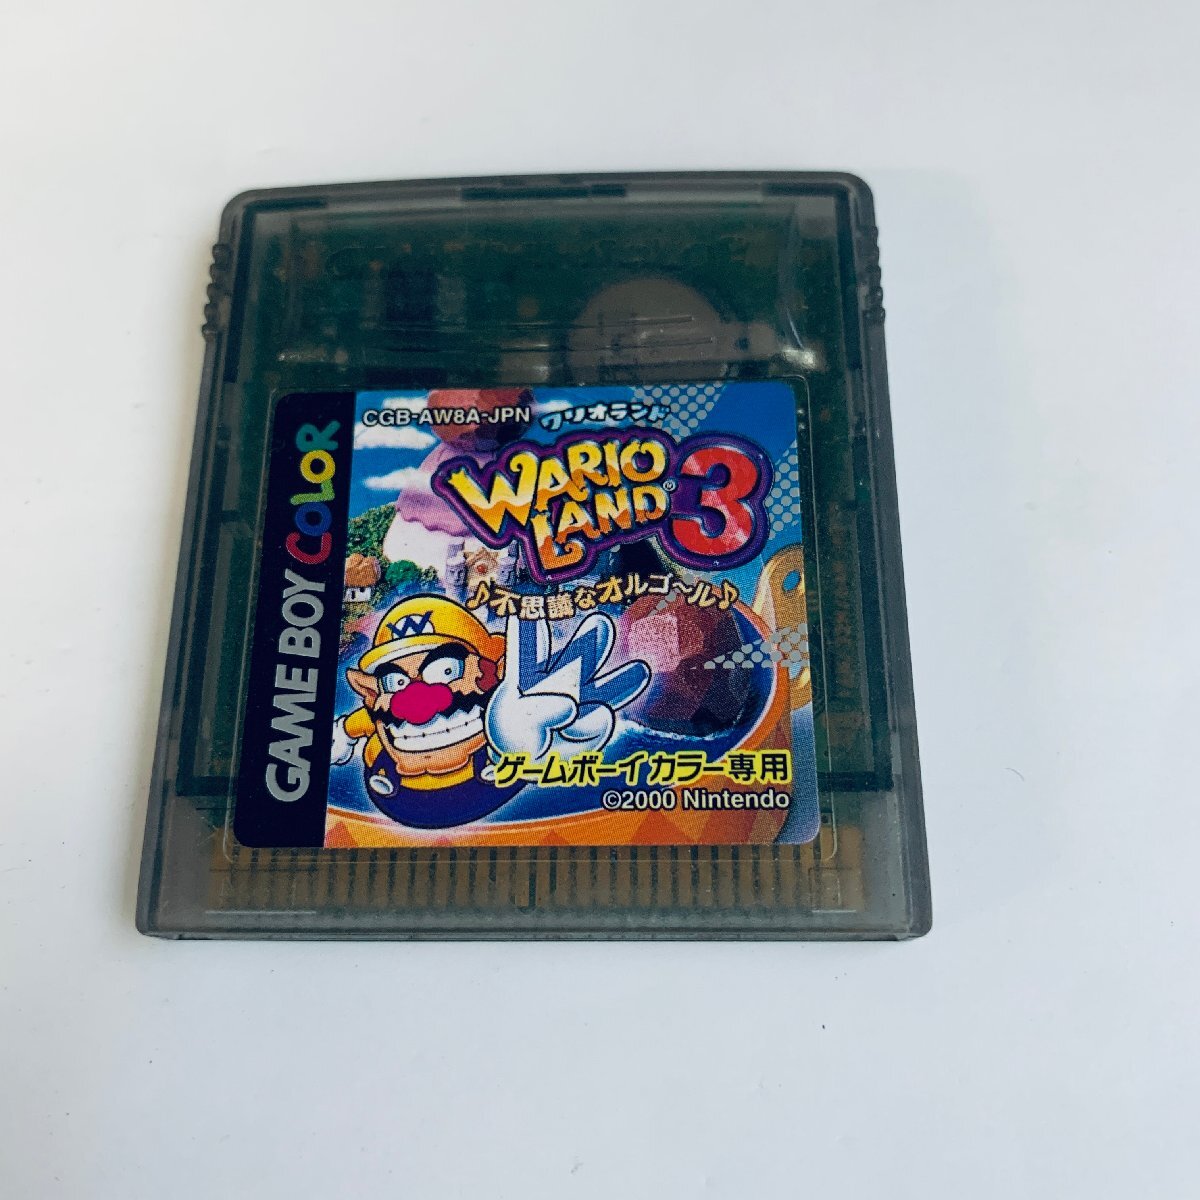 CGB-AW8A-JPN
ワリオランド
WARIO
LAND® 3
♪不思議なオルゴ〜ル♪
GAME BOY COLOR
W
ゲームボーイカラー専用
©2000 Nintendo